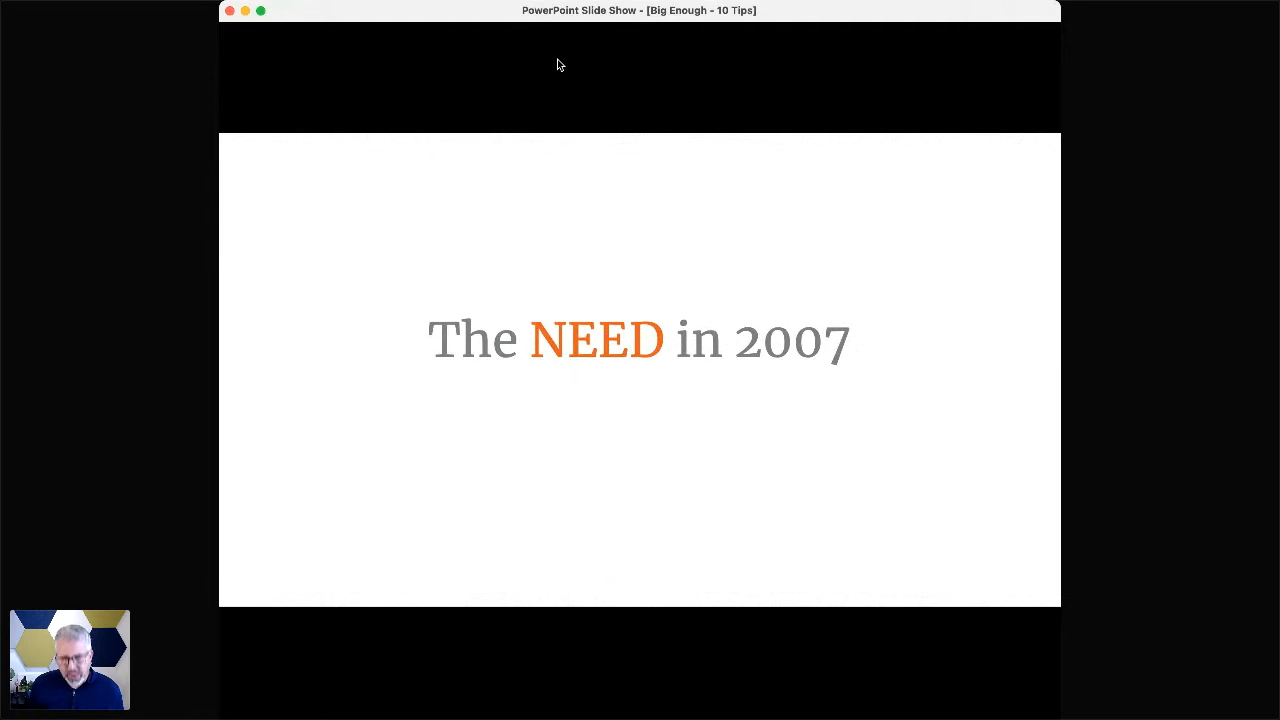 PowerPoint Slide Show - [Big Enough - 10 Tips]
The NEED in 2007